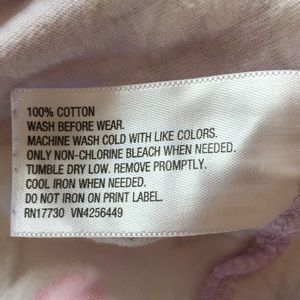 100% COTTON
WASH BEFORE WEAR.
MACHINE WASH COLD WITH LIKE COLORS.
ONLY NON-CHLORINE BLEACH WHEN NEEDED.
TUMBLE DRY LOW. REMOVE PROMPTLY.
COOL IRON WHEN NEEDED.
DO NOT IRON ON PRINT LABEL.
RN17730 VN4256449